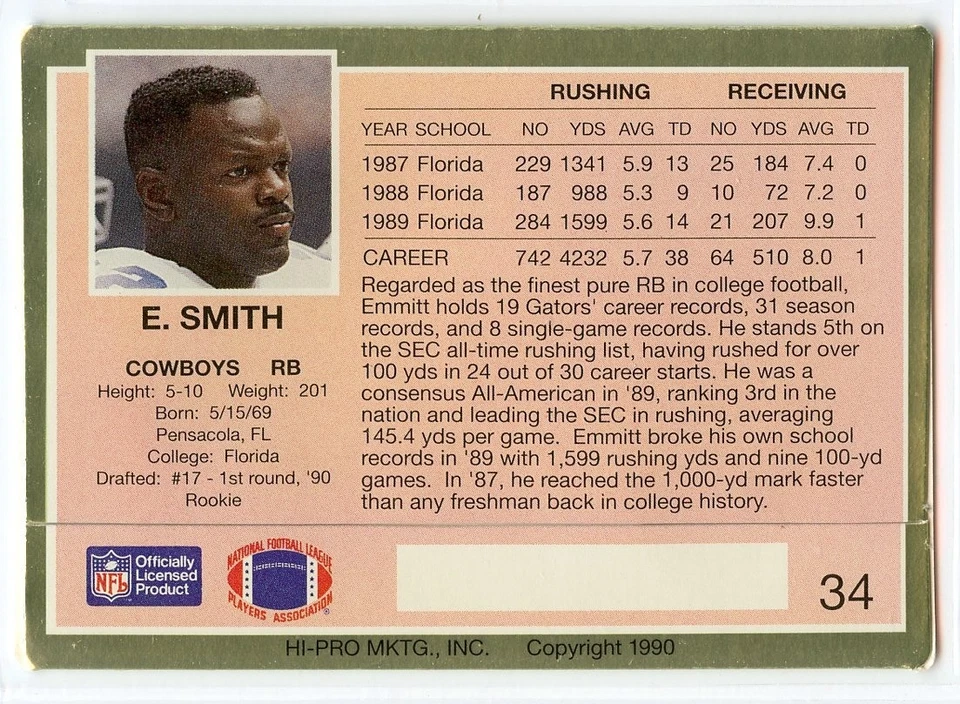 RUSHING RECEIVING
YEAR SCHOOL NO YDS AVG TD NO YDS AVG TD
1987 Florida 229 1341 5.9 13 25 184 7.4 0
1988 Florida 187 988 5.3 9 10 72 7.2 0
1989 Florida 284 1599 5.6 14 21 207 9.9 1
CAREER 742 4232 5.7 38 64 510 8.0 1
Regarded as the finest pure RB in college football,
Emmitt holds 19 Gators' career records, 31 season
records, and 8 single-game records. He stands 5th on
the SEC all-time rushing list, having rushed for over
100 yds in 24 out of 30 career starts. He was a
consensus All-American in '89, ranking 3rd in the
nation and leading the SEC in rushing, averaging
145.4 yds per game. Emmitt broke his own school
records in '89 with 1,599 rushing yds and nine 100-yd
games. In '87, he reached the 1,000-yd mark faster
than any freshman back in college history.
E. SMITH
COWBOYS RB
Height: 5-10 Weight: 201
Born: 5/15/69
Pensacola, FL
College: Florida
Drafted: #17 - 1st round, '90
Rookie
NFL
Officially
Licensed
Product
NATIONAL FOOTBALL LEAGUE
PLAYERS ASSOCIATION
®
34
HI-PRO MKTG., INC. Copyright 1990